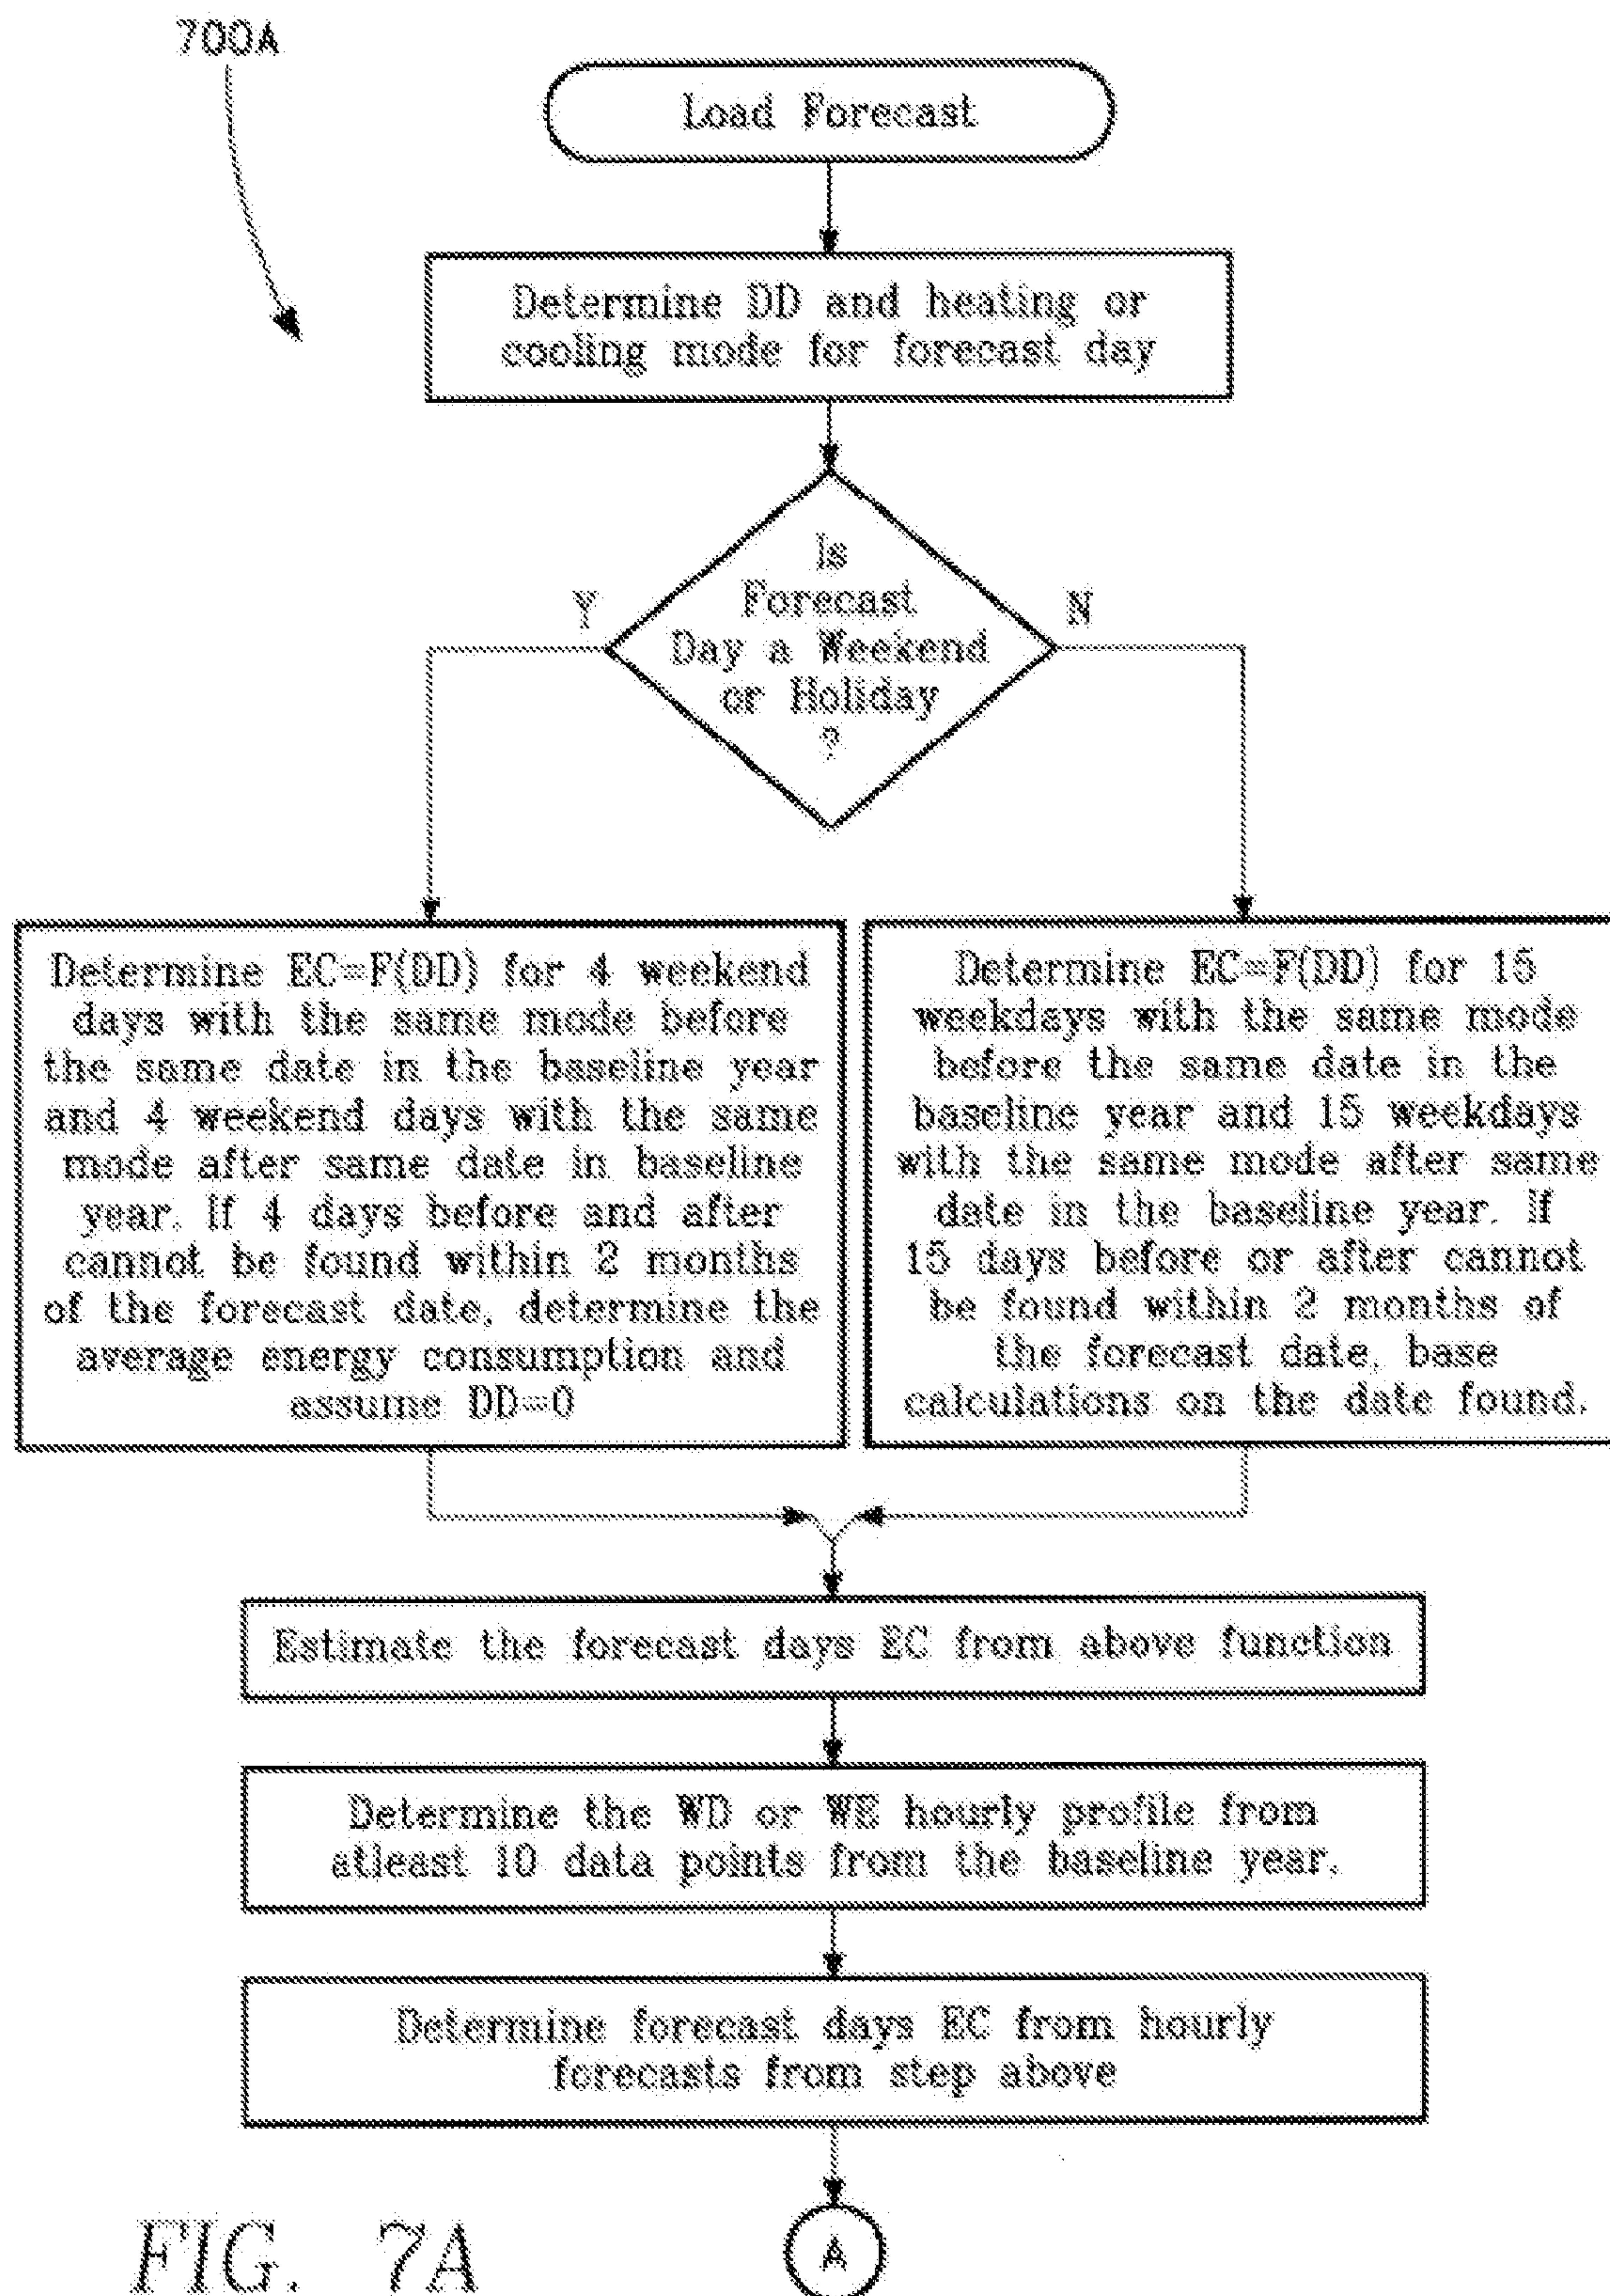 700A
Load Forecast
Determine DD and heating or
cooling mode for forecast day
Is
Forecast
Day a Weekend
or Holiday
?
Y
N
Determine EC=F(DD) for 4 weekend
days with the same mode before
the same date in the baseline year
and 4 weekend days with the same
mode after same date in baseline
year. If 4 days before and after
cannot be found within 2 months
of the forecast date, determine the
average energy consumption and
assume DD=0
Determine EC=F(DD) for 15
weekdays with the same mode
before the same date in the
baseline year and 15 weekdays
with the same mode after same
date in the baseline year. If
15 days before or after cannot
be found within 2 months of
the forecast date, base
calculations on the date found.
Estimate the forecast days EC from above function
Determine the WD or WE hourly profile from
atleast 10 data points from the baseline year.
Determine forecast days EC from hourly
forecasts from step above
A
FIG. 7A